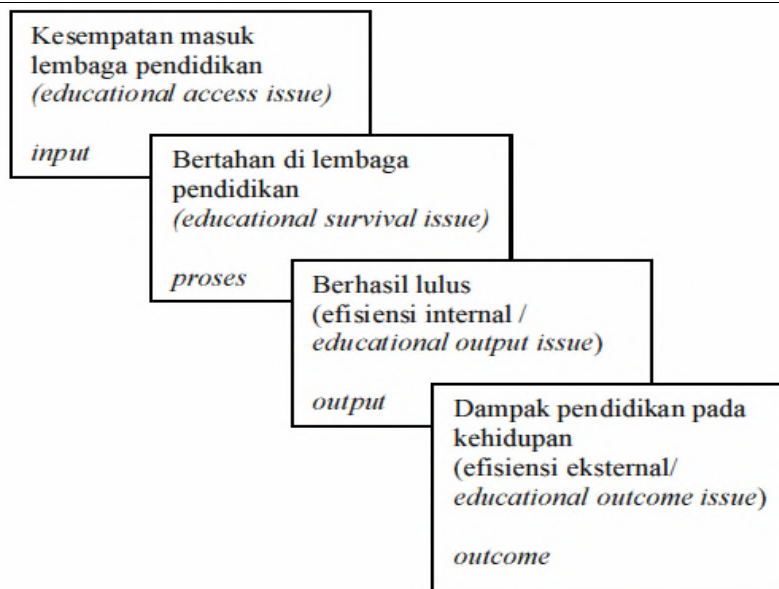 Kesempatan masuk
lembaga pendidikan
(educational access issue)
input
Bertahan di lembaga
pendidikan
(educational survival issue)
proses
Berhasil lulus
(efisiensi internal /
educational output issue)
output
Dampak pendidikan pada
kehidupan
(efisiensi eksternal/
educational outcome issue)
outcome